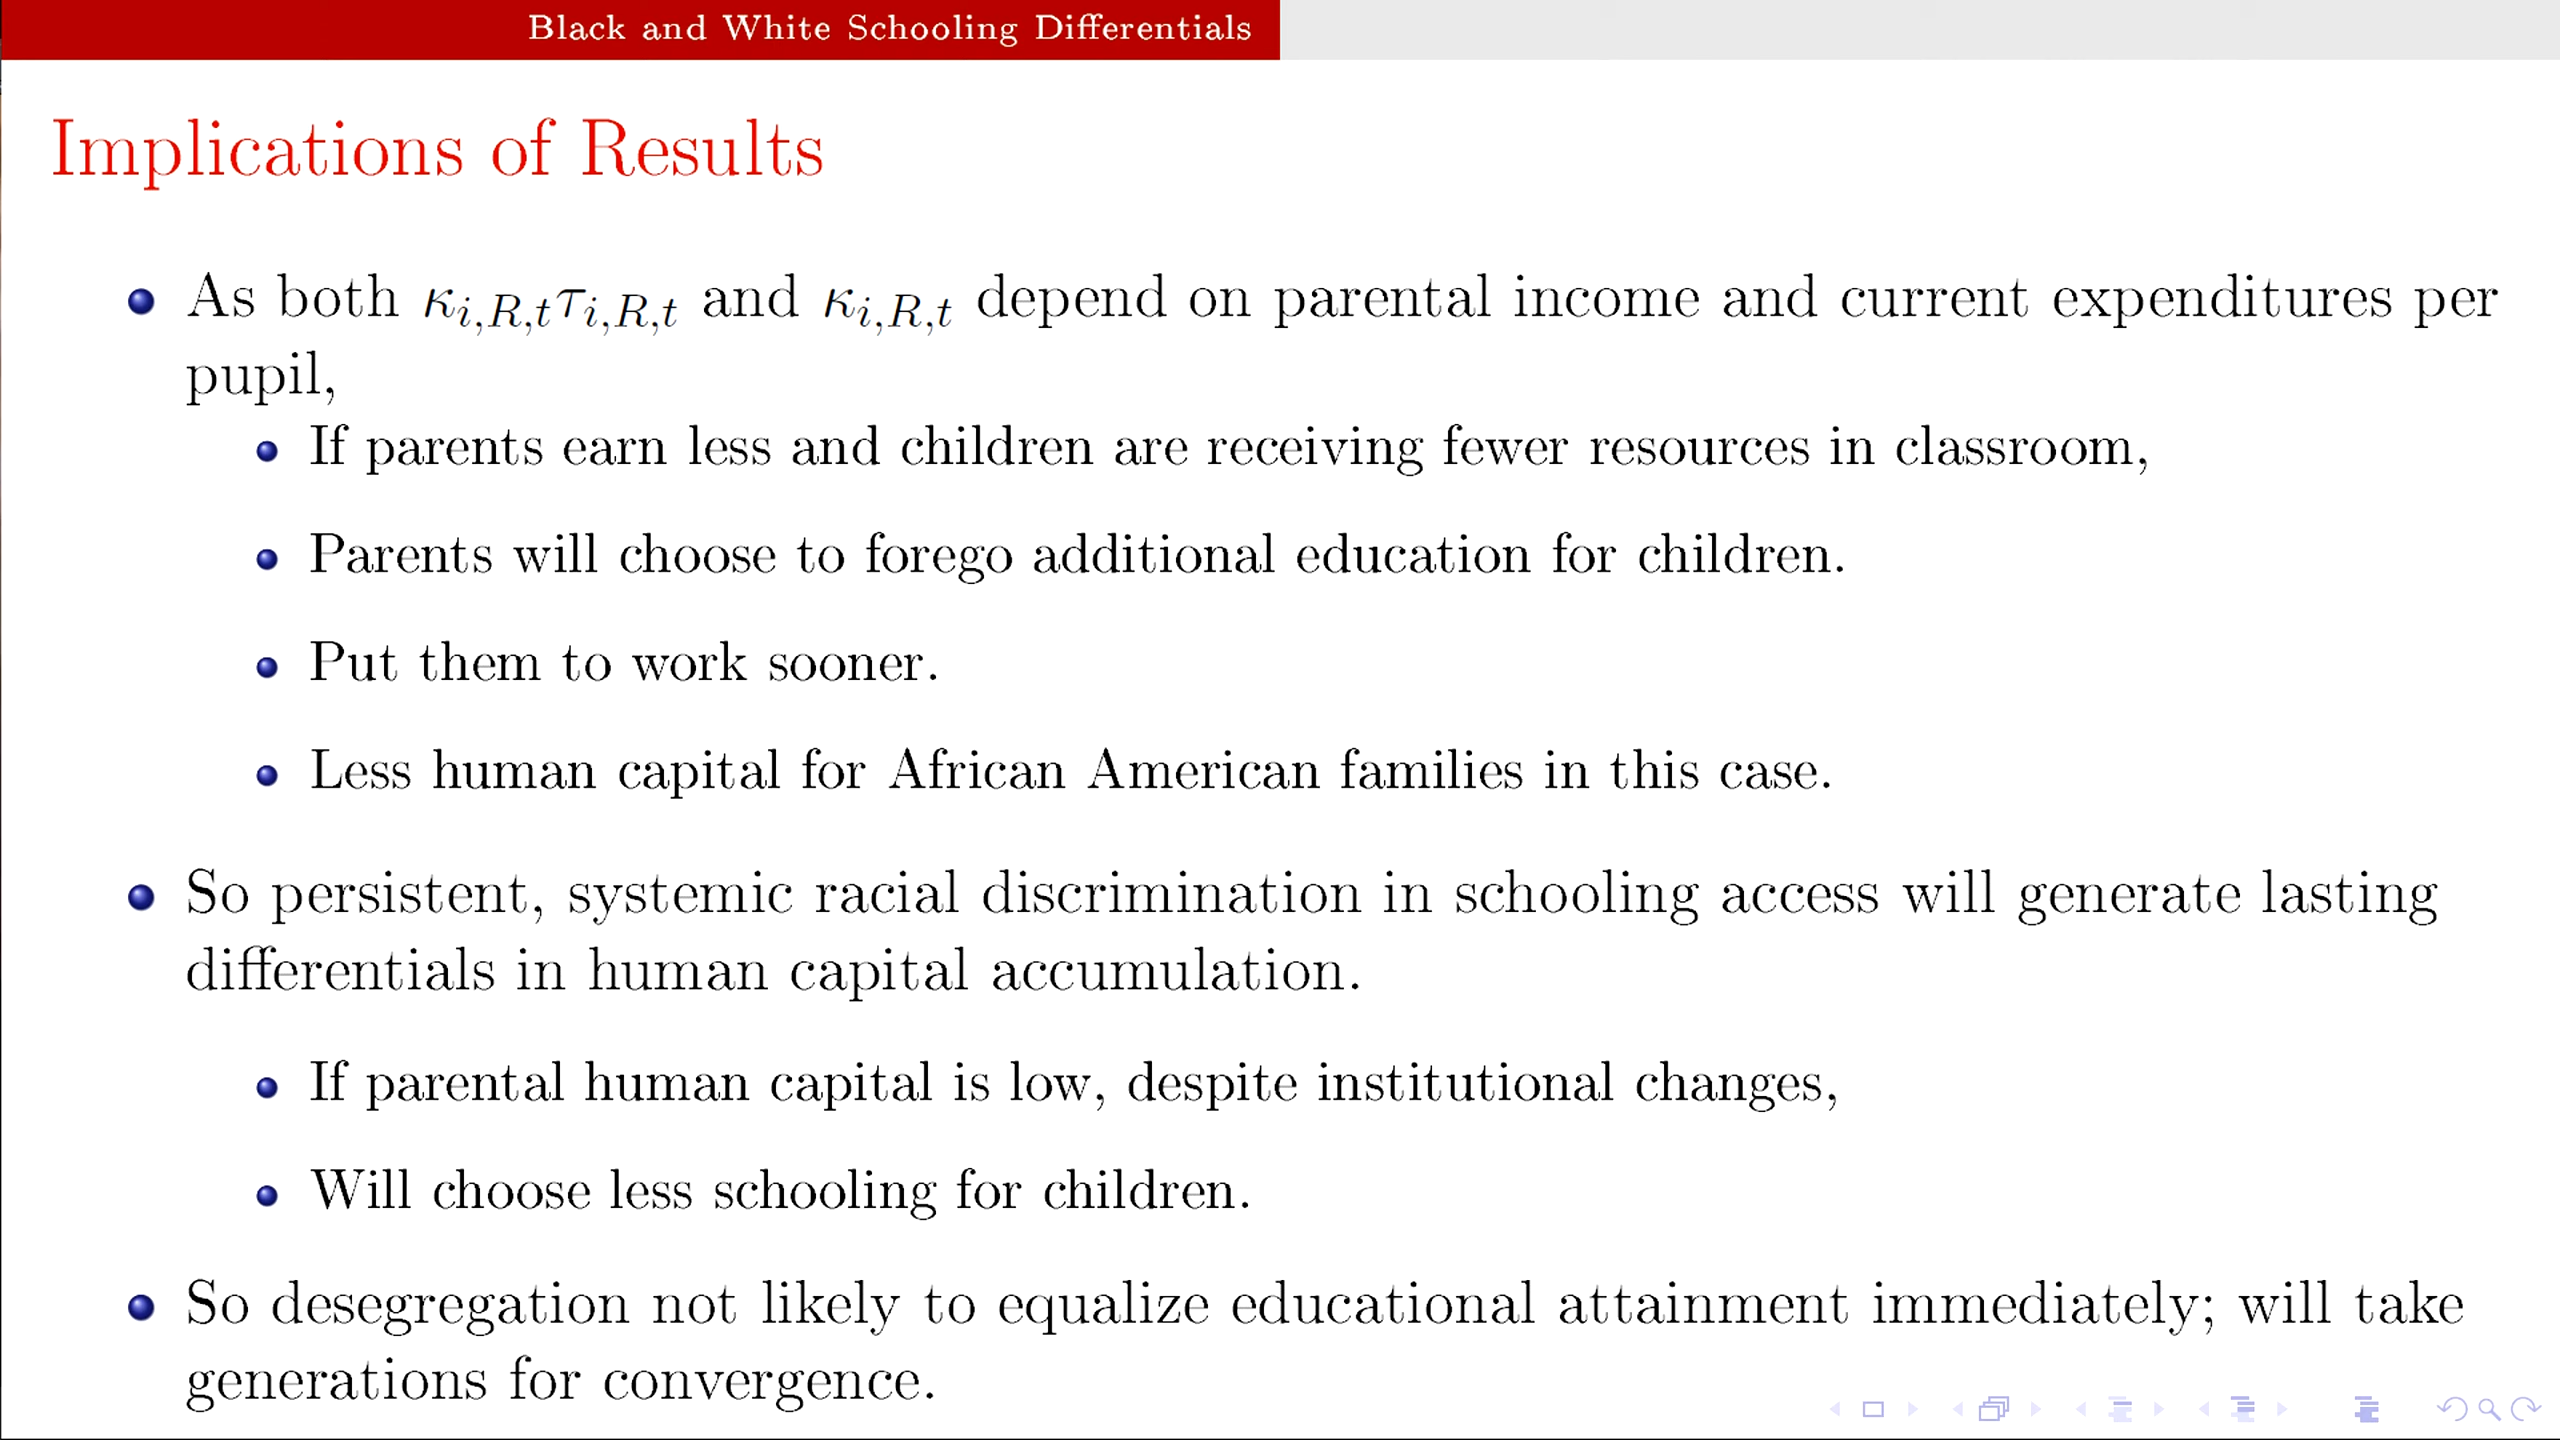 Black and White Schooling Differentials
Implications of Results
As both κ_{i,R,t}τ_{i,R,t} and κ_{i,R,t} depend on parental income and current expenditures per
pupil,
If parents earn less and children are receiving fewer resources in classroom,
Parents will choose to forego additional education for children.
Put them to work sooner.
Less human capital for African American families in this case.
So persistent, systemic racial discrimination in schooling access will generate lasting
differentials in human capital accumulation.
If parental human capital is low, despite institutional changes,
Will choose less schooling for children.
So desegregation not likely to equalize educational attainment immediately; will take
generations for convergence.